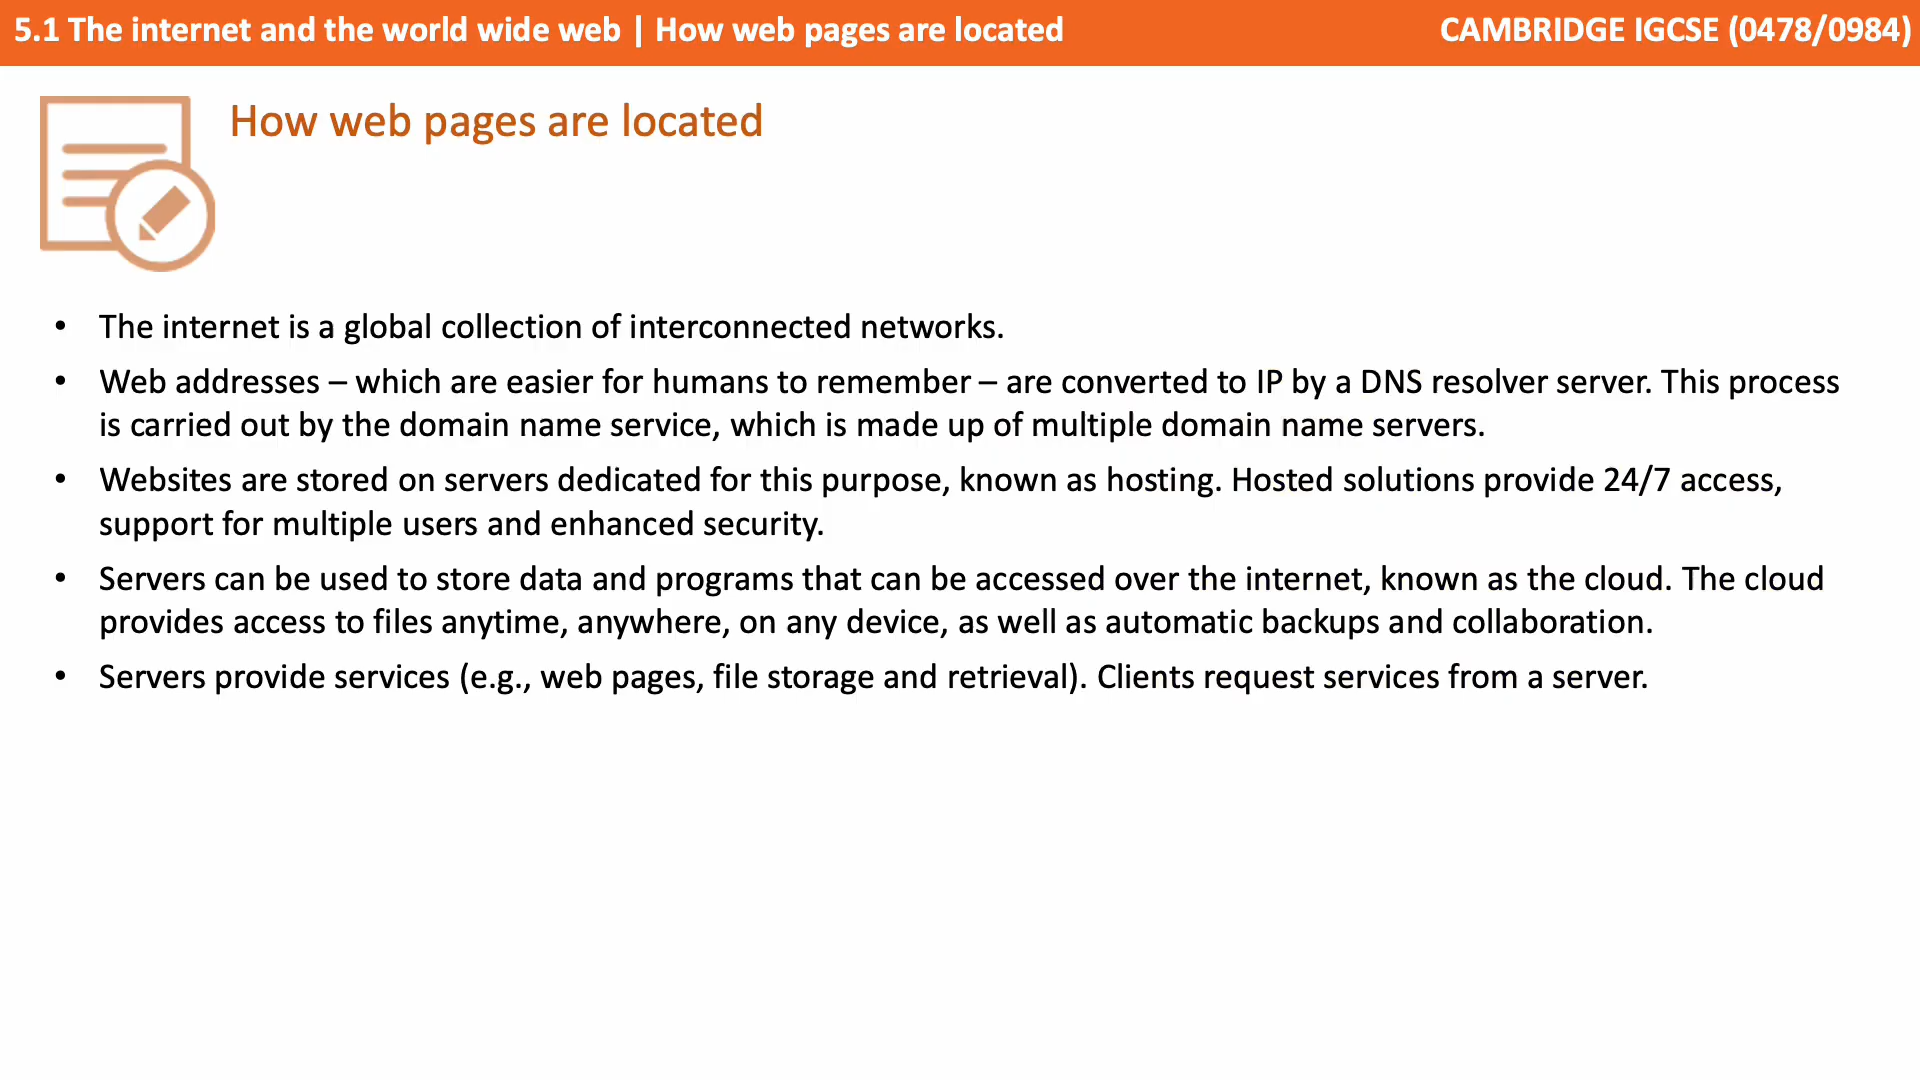 5.1 The internet and the world wide web | How web pages are located
CAMBRIDGE IGCSE (0478/0984)
How web pages are located
• The internet is a global collection of interconnected networks.
• Web addresses – which are easier for humans to remember – are converted to IP by a DNS resolver server. This process
is carried out by the domain name service, which is made up of multiple domain name servers.
• Websites are stored on servers dedicated for this purpose, known as hosting. Hosted solutions provide 24/7 access,
support for multiple users and enhanced security.
• Servers can be used to store data and programs that can be accessed over the internet, known as the cloud. The cloud
provides access to files anytime, anywhere, on any device, as well as automatic backups and collaboration.
• Servers provide services (e.g., web pages, file storage and retrieval). Clients request services from a server.